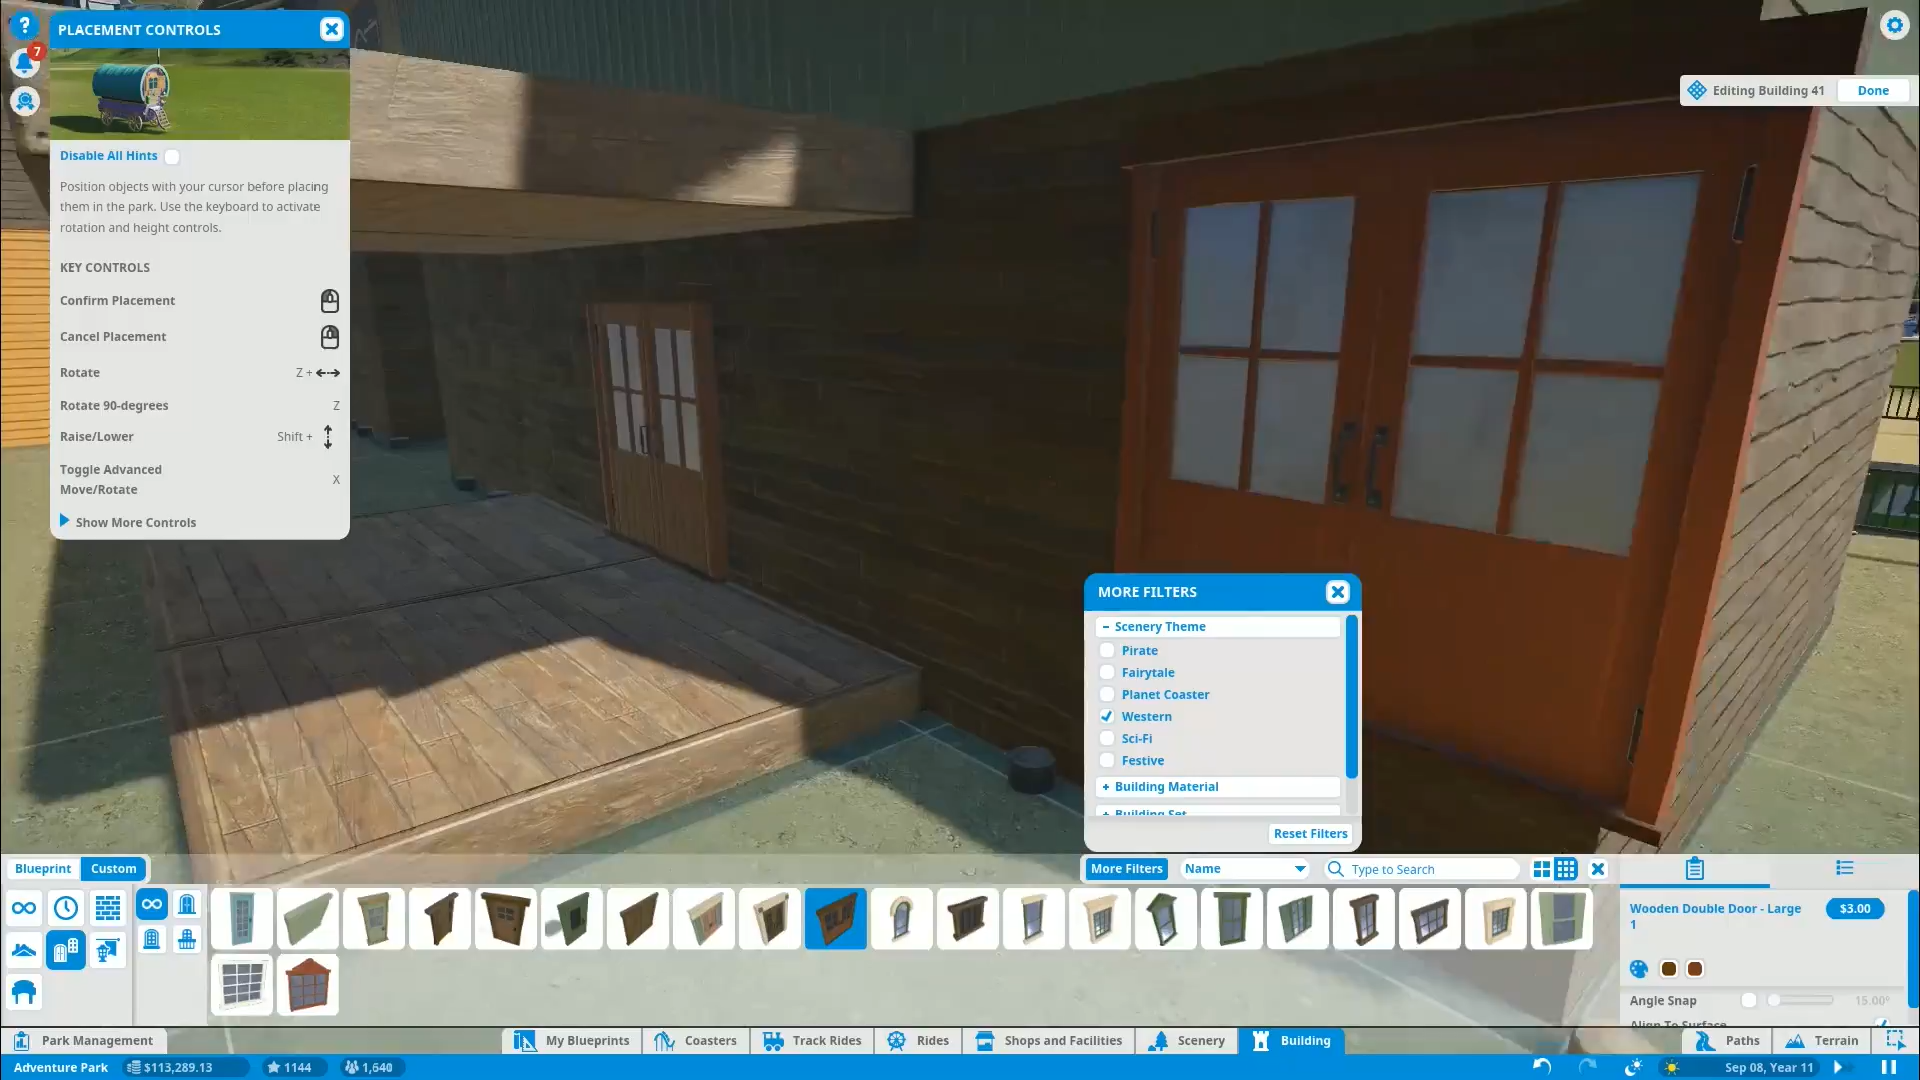 ?
PLACEMENT CONTROLS
7
Editing Building 41
Done
Disable All Hints
Position objects with your cursor before placing
them in the park. Use the keyboard to activate
rotation and height controls.
KEY CONTROLS
Confirm Placement
Cancel Placement
Rotate Z +
Rotate 90-degrees Z
Raise/Lower Shift +
Toggle Advanced
Move/Rotate X
Show More Controls
MORE FILTERS
− Scenery Theme
Pirate
Fairytale
Planet Coaster
Western
Sci-Fi
Festive
+ Building Material
+ Building Set
Reset Filters
Blueprint Custom
More Filters Name Type to Search
Wooden Double Door - Large
1
$3.00
Angle Snap 15.00°
Align To Surface
Park Management My Blueprints Coasters Track Rides Rides Shops and Facilities Scenery Building Paths Terrain
Adventure Park $113,289.13 1144 1,640 Sep 08, Year 11